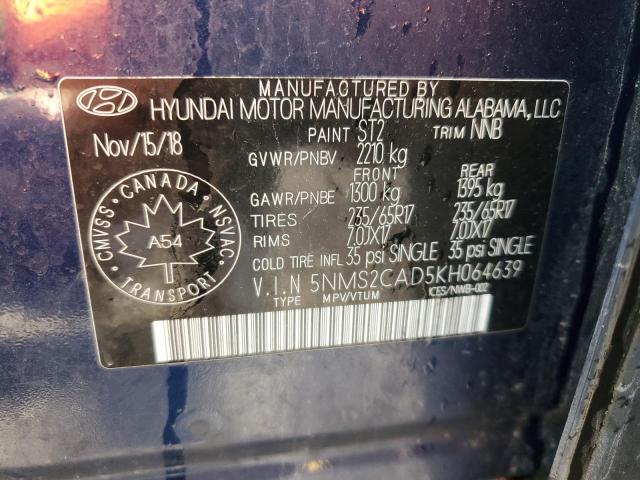 MANUFACTURED BY
HYUNDAI MOTOR MANUFACTURING ALABAMA, LLC
Nov/15/18
PAINT ST2 TRIM NNB
GVWR/PNBV 2210 kg
FRONT REAR
GAWR/PNBE 1300 kg 1395 kg
TIRES 235/65R17 235/65R17
RIMS 7.0JX17 7.0JX17
COLD TIRE INFL 35 psi SINGLE 35 psi SINGLE
V.I.N 5NMS2CAD5KH064639
TYPE MPV/VTUM ICES/NWB-002
CMVSS · CANADA · NSVAC
A54
TRANSPORT